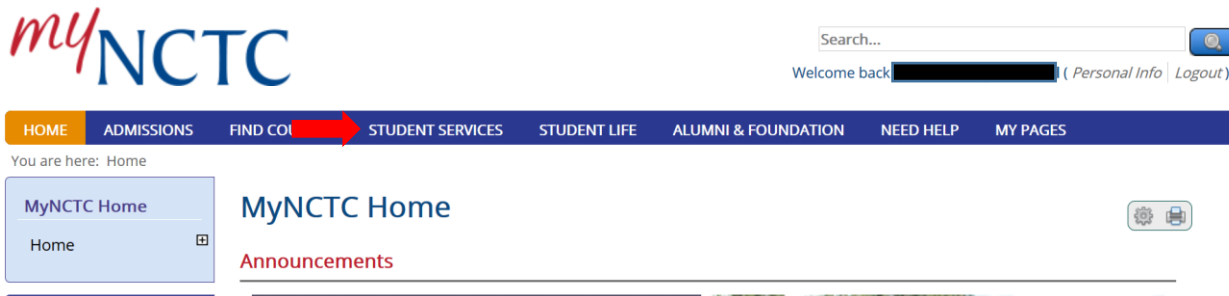 myNCTC
Search...
Welcome back ( Personal Info Logout )
HOME ADMISSIONS FIND STUDENT SERVICES STUDENT LIFE ALUMNI & FOUNDATION NEED HELP MY PAGES
You are here: Home
MyNCTC Home
Home
MyNCTC Home
Announcements